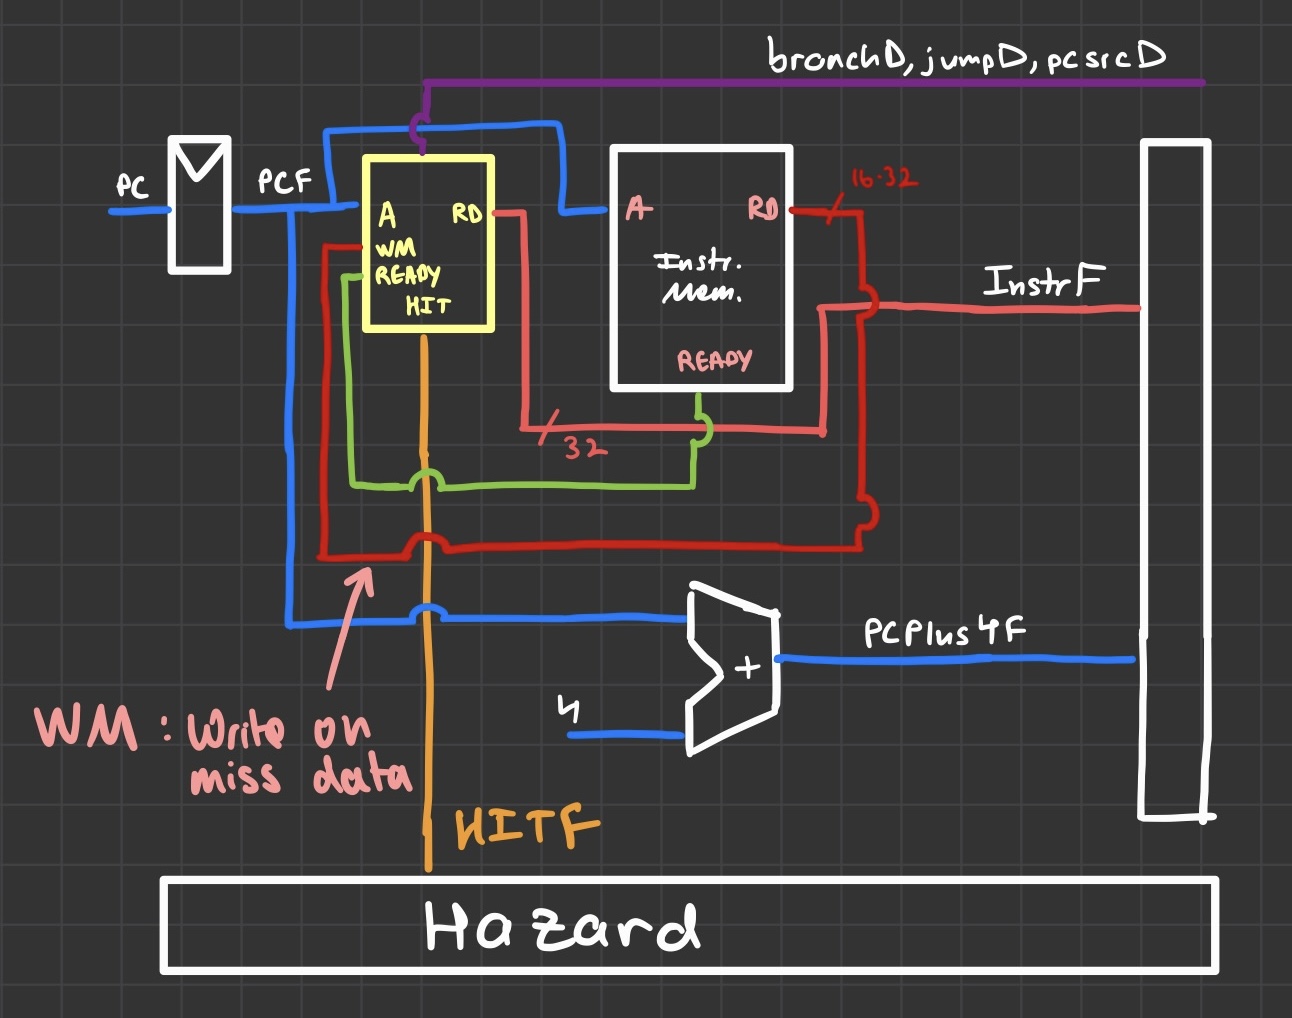 branchD, jumpD, pcsrcD
PC
PCF
A
RD
WM
READY
HIT
A
RD
Instr.
Mem.
READY
16·32
InstrF
32
PCPlus4F
+
4
WM : Write on
miss data
HITF
Hazard